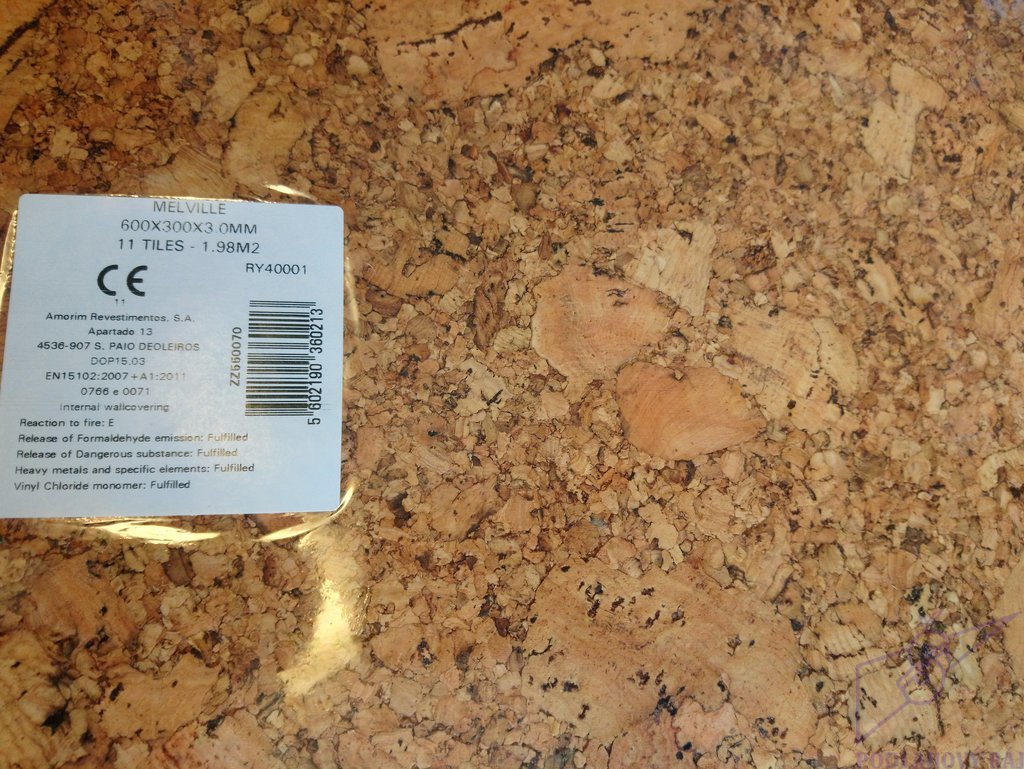 MELVILLE
600X300X3.0MM
11 TILES - 1.98M2
RY40001
CE
11
Amorim Revestimentos, S.A.
Apartado 13
4536-907 S. PAIO DEOLEIROS
DOP15.03
EN15102:2007+A1:2011
0766 e 0071
Internal wallcovering
ZZ560070
5 602190 360213
Reaction to fire: E
Release of Formaldehyde emission: Fulfilled
Release of Dangerous substance: Fulfilled
Heavy metals and specific elements: Fulfilled
Vinyl Chloride monomer: Fulfilled